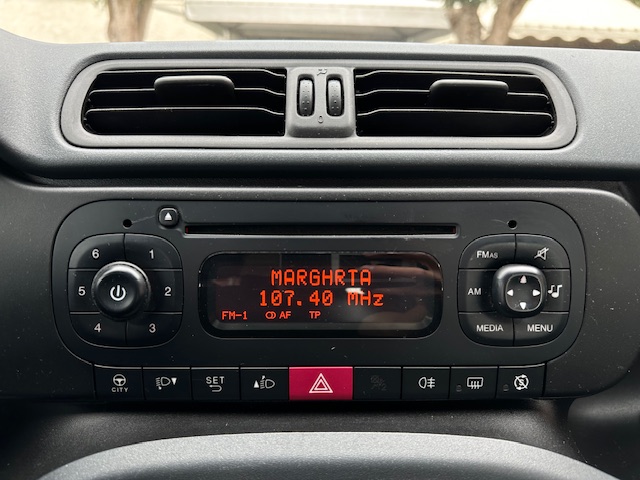 6 1
5 2
4 3
MARGHRTA
107.40 MHz
FM-1 AF TP
FMAS
AM
MEDIA MENU
CITY
SET